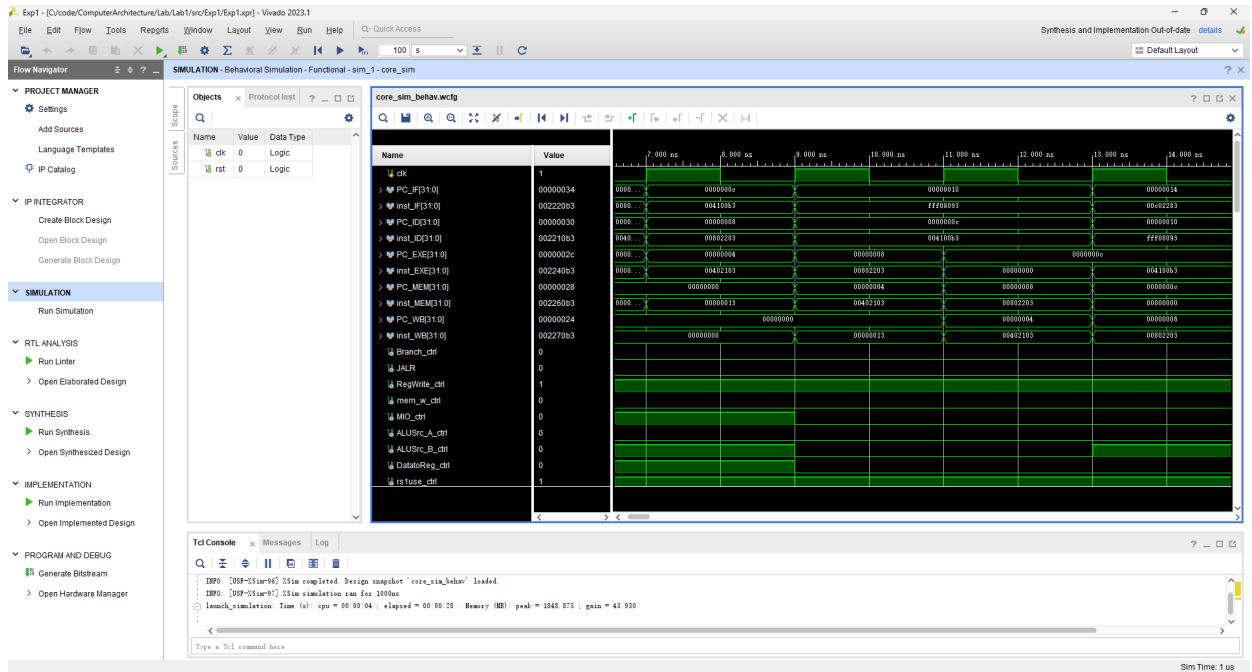 Exp1 - [C:/code/ComputerArchitecture/Lab/Lab1/src/Exp1/Exp1.xpr] - Vivado 2023.1
File Edit Flow Tools Reports Window Layout View Run Help Quick Access
Synthesis and Implementation Out-of-date details
100 s
Default Layout
Flow Navigator
SIMULATION - Behavioral Simulation - Functional - sim_1 - core_sim
PROJECT MANAGER
Settings
Add Sources
Language Templates
IP Catalog
IP INTEGRATOR
Create Block Design
Open Block Design
Generate Block Design
SIMULATION
Run Simulation
RTL ANALYSIS
Run Linter
Open Elaborated Design
SYNTHESIS
Run Synthesis
Open Synthesized Design
IMPLEMENTATION
Run Implementation
Open Implemented Design
PROGRAM AND DEBUG
Generate Bitstream
Open Hardware Manager
Scope
Sources
Objects Protocol Inst
Name Value Data Type
clk 0 Logic
rst 0 Logic
core_sim_behav.wcfg
Name Value
7.000 ns 8.000 ns 9.000 ns 10.000 ns 11.000 ns 12.000 ns 13.000 ns 14.000 ns
clk 1
PC_IF[31:0] 00000034 0000... 0000000c 00000010 00000014
inst_IF[31:0] 002220b3 0000... 004100b3 fff08093 00c02283
PC_ID[31:0] 00000030 0000... 00000008 0000000c 00000010
inst_ID[31:0] 002210b3 0040... 00802203 004100b3 fff08093
PC_EXE[31:0] 0000002c 0000... 00000004 00000008 0000000c
inst_EXE[31:0] 002240b3 0000... 00402103 00802203 00000000 004100b3
PC_MEM[31:0] 00000028 00000000 00000004 00000008 0000000c
inst_MEM[31:0] 002260b3 0000... 00000013 00402103 00802203 00000000
PC_WB[31:0] 00000024 00000000 00000004 00000008
inst_WB[31:0] 002270b3 00000000 00000013 00402103 00802203
Branch_ctrl 0
JALR 0
RegWrite_ctrl 1
mem_w_ctrl 0
MIO_ctrl 0
ALUSrc_A_ctrl 0
ALUSrc_B_ctrl 0
DatatoReg_ctrl 0
rs1use_ctrl 1
Tcl Console Messages Log
INFO: [USF-XSim-96] XSim completed. Design snapshot 'core_sim_behav' loaded.
INFO: [USF-XSim-97] XSim simulation ran for 1000ns
launch_simulation: Time (s): cpu = 00:00:04 ; elapsed = 00:00:28 . Memory (MB): peak = 1848.875 ; gain = 43.930
Type a Tcl command here
Sim Time: 1 us